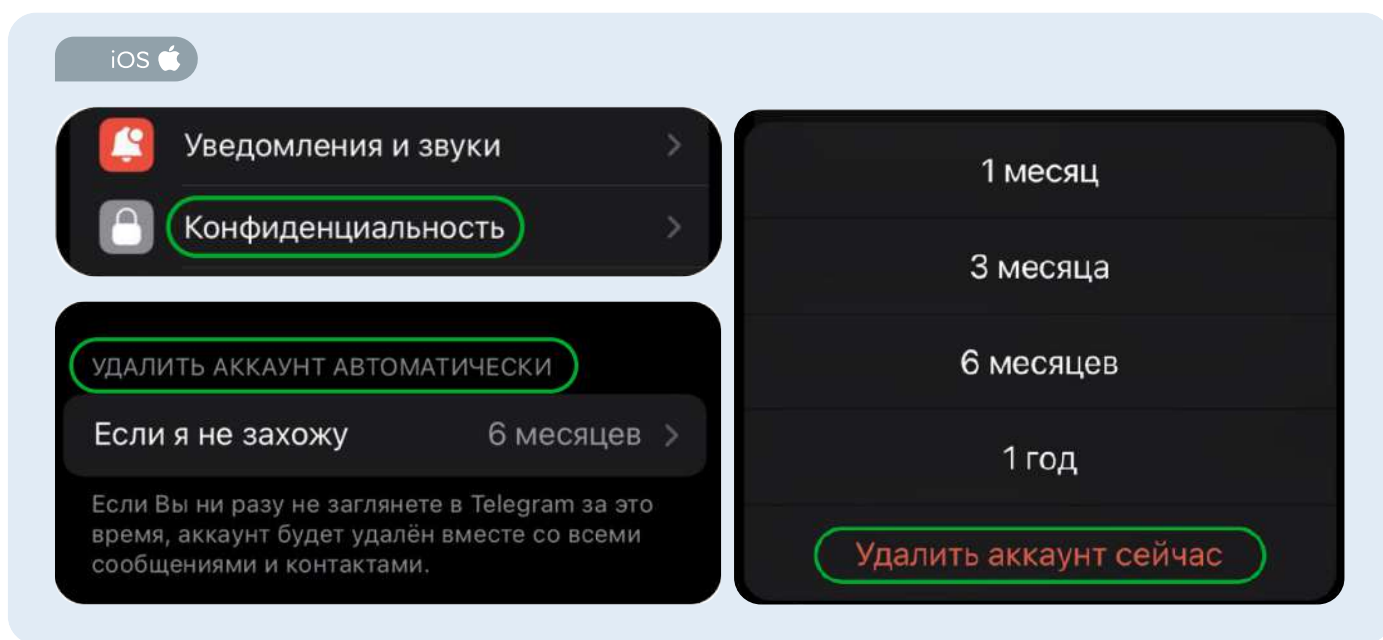 iOS
Уведомления и звуки
Конфиденциальность
УДАЛИТЬ АККАУНТ АВТОМАТИЧЕСКИ
Если я не захожу 6 месяцев
Если Вы ни разу не заглянете в Telegram за это
время, аккаунт будет удалён вместе со всеми
сообщениями и контактами.
1 месяц
3 месяца
6 месяцев
1 год
Удалить аккаунт сейчас